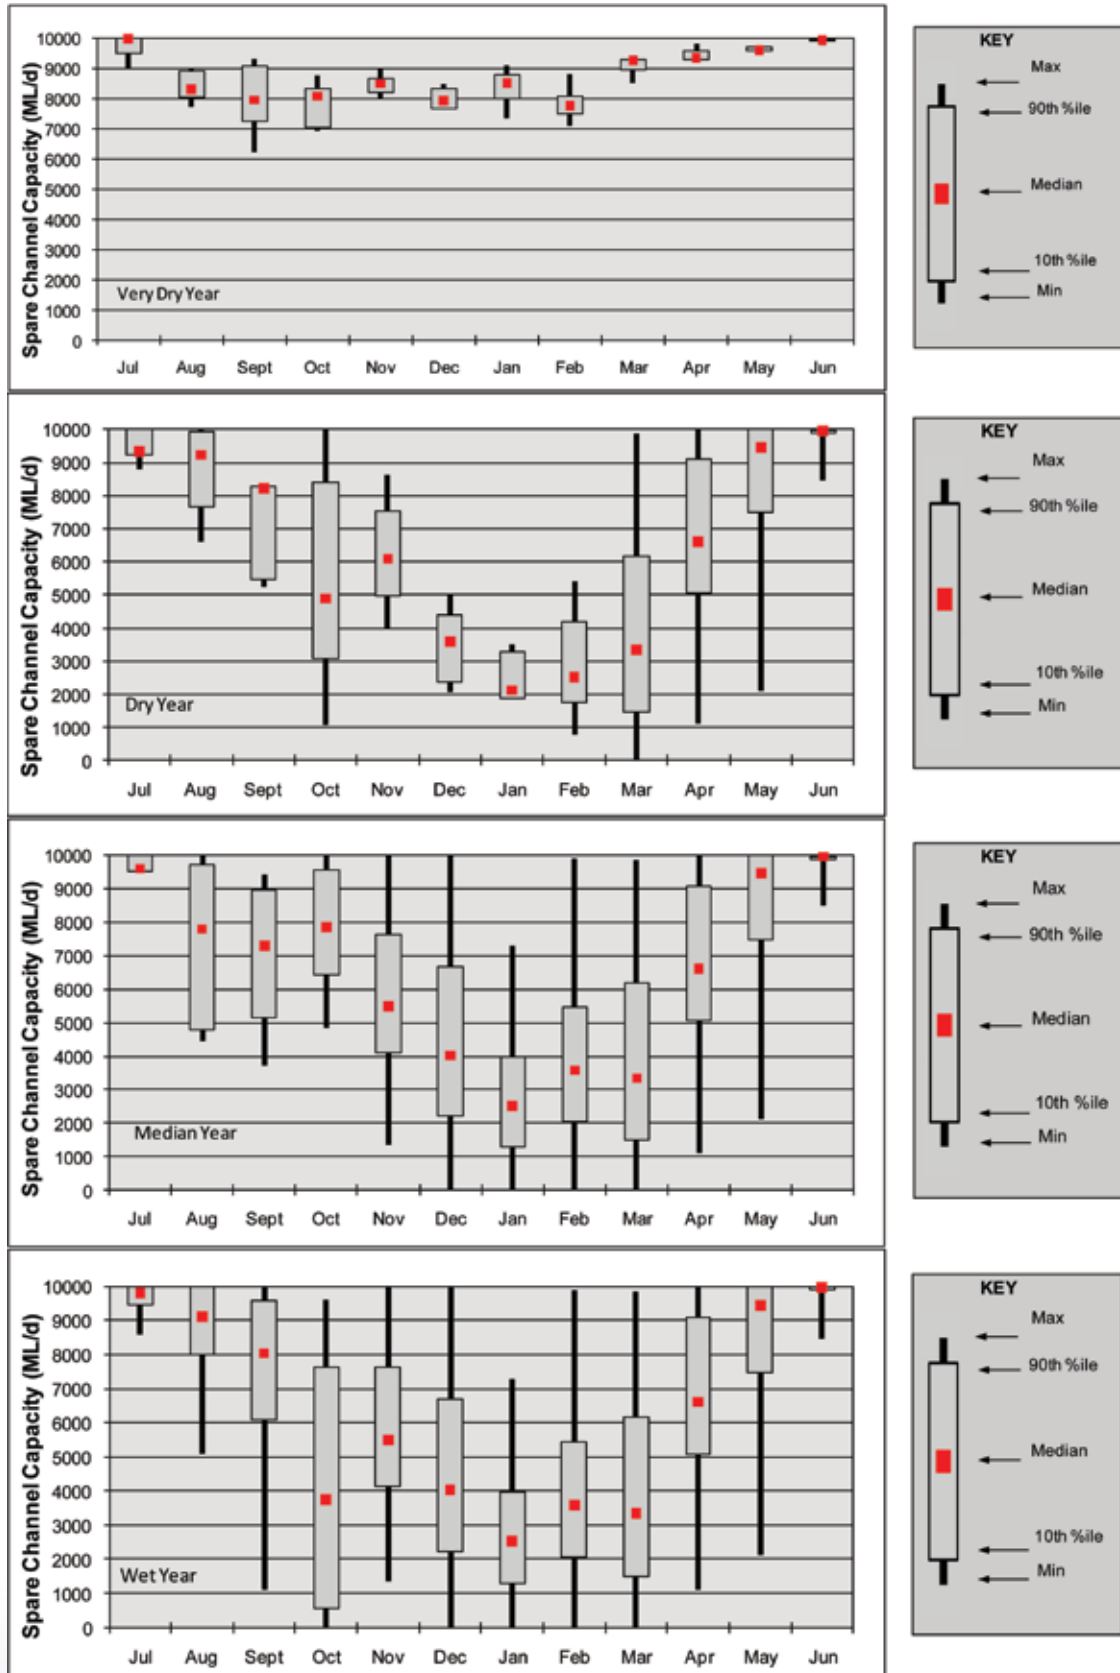 Spare Channel Capacity (ML/d)
10000
9000
8000
7000
6000
5000
4000
3000
2000
1000
0
Very Dry Year
Jul Aug Sept Oct Nov Dec Jan Feb Mar Apr May Jun
KEY
Max
90th %ile
Median
10th %ile
Min
Spare Channel Capacity (ML/d)
10000
9000
8000
7000
6000
5000
4000
3000
2000
1000
0
Dry Year
Jul Aug Sept Oct Nov Dec Jan Feb Mar Apr May Jun
KEY
Max
90th %ile
Median
10th %ile
Min
Spare Channel Capacity (ML/d)
10000
9000
8000
7000
6000
5000
4000
3000
2000
1000
0
Median Year
Jul Aug Sept Oct Nov Dec Jan Feb Mar Apr May Jun
KEY
Max
90th %ile
Median
10th %ile
Min
Spare Channel Capacity (ML/d)
10000
9000
8000
7000
6000
5000
4000
3000
2000
1000
0
Wet Year
Jul Aug Sept Oct Nov Dec Jan Feb Mar Apr May Jun
KEY
Max
90th %ile
Median
10th %ile
Min